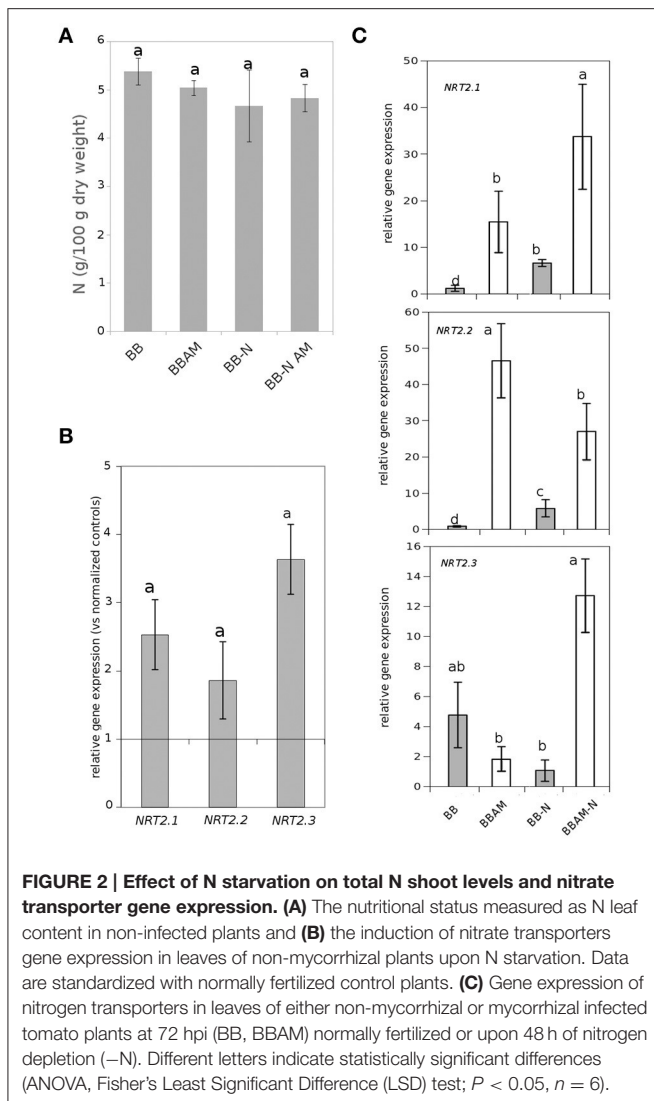 A
N (g/100 g dry weight)
6
5
4
3
2
1
0
a
a
a
a
BB
BBAM
BB-N
BB-N AM
B
relative gene expression (vs normalized controls)
5
4
3
2
1
0
a
a
a
NRT2.1
NRT2.2
NRT2.3
C
relative gene expression
50
40
30
20
10
0
NRT2.1
d
b
b
a
relative gene expression
60
50
40
30
20
10
0
NRT2.2
d
a
c
b
relative gene expression
16
14
12
10
8
6
4
2
0
NRT2.3
ab
b
b
a
BB
BBAM
BB-N
BBAM-N
FIGURE 2 | Effect of N starvation on total N shoot levels and nitrate
transporter gene expression. (A) The nutritional status measured as N leaf
content in non-infected plants and (B) the induction of nitrate transporters
gene expression in leaves of non-mycorrhizal plants upon N starvation. Data
are standardized with normally fertilized control plants. (C) Gene expression of
nitrogen transporters in leaves of either non-mycorrhizal or mycorrhizal infected
tomato plants at 72 hpi (BB, BBAM) normally fertilized or upon 48 h of nitrogen
depletion (−N). Different letters indicate statistically significant differences
(ANOVA, Fisher's Least Significant Difference (LSD) test; P < 0.05, n = 6).